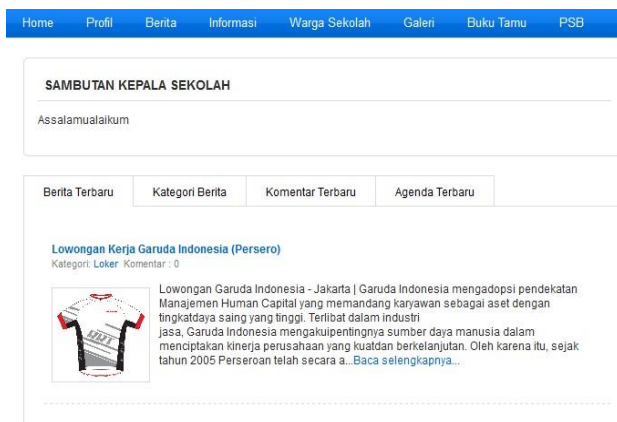 Home Profil Berita Informasi Warga Sekolah Galeri Buku Tamu PSB
SAMBUTAN KEPALA SEKOLAH
Assalamualaikum
Berita Terbaru Kategori Berita Komentar Terbaru Agenda Terbaru
Lowongan Kerja Garuda Indonesia (Persero)
Kategori: Loker Komentar : 0
Lowongan Garuda Indonesia - Jakarta | Garuda Indonesia mengadopsi pendekatan
Manajemen Human Capital yang memandang karyawan sebagai aset dengan
tingkatdaya saing yang tinggi. Terlibat dalam industri
jasa, Garuda Indonesia mengakuipentingnya sumber daya manusia dalam
menciptakan kinerja perusahaan yang kuatdan berkelanjutan. Oleh karena itu, sejak
tahun 2005 Perseroan telah secara a...Baca selengkapnya...